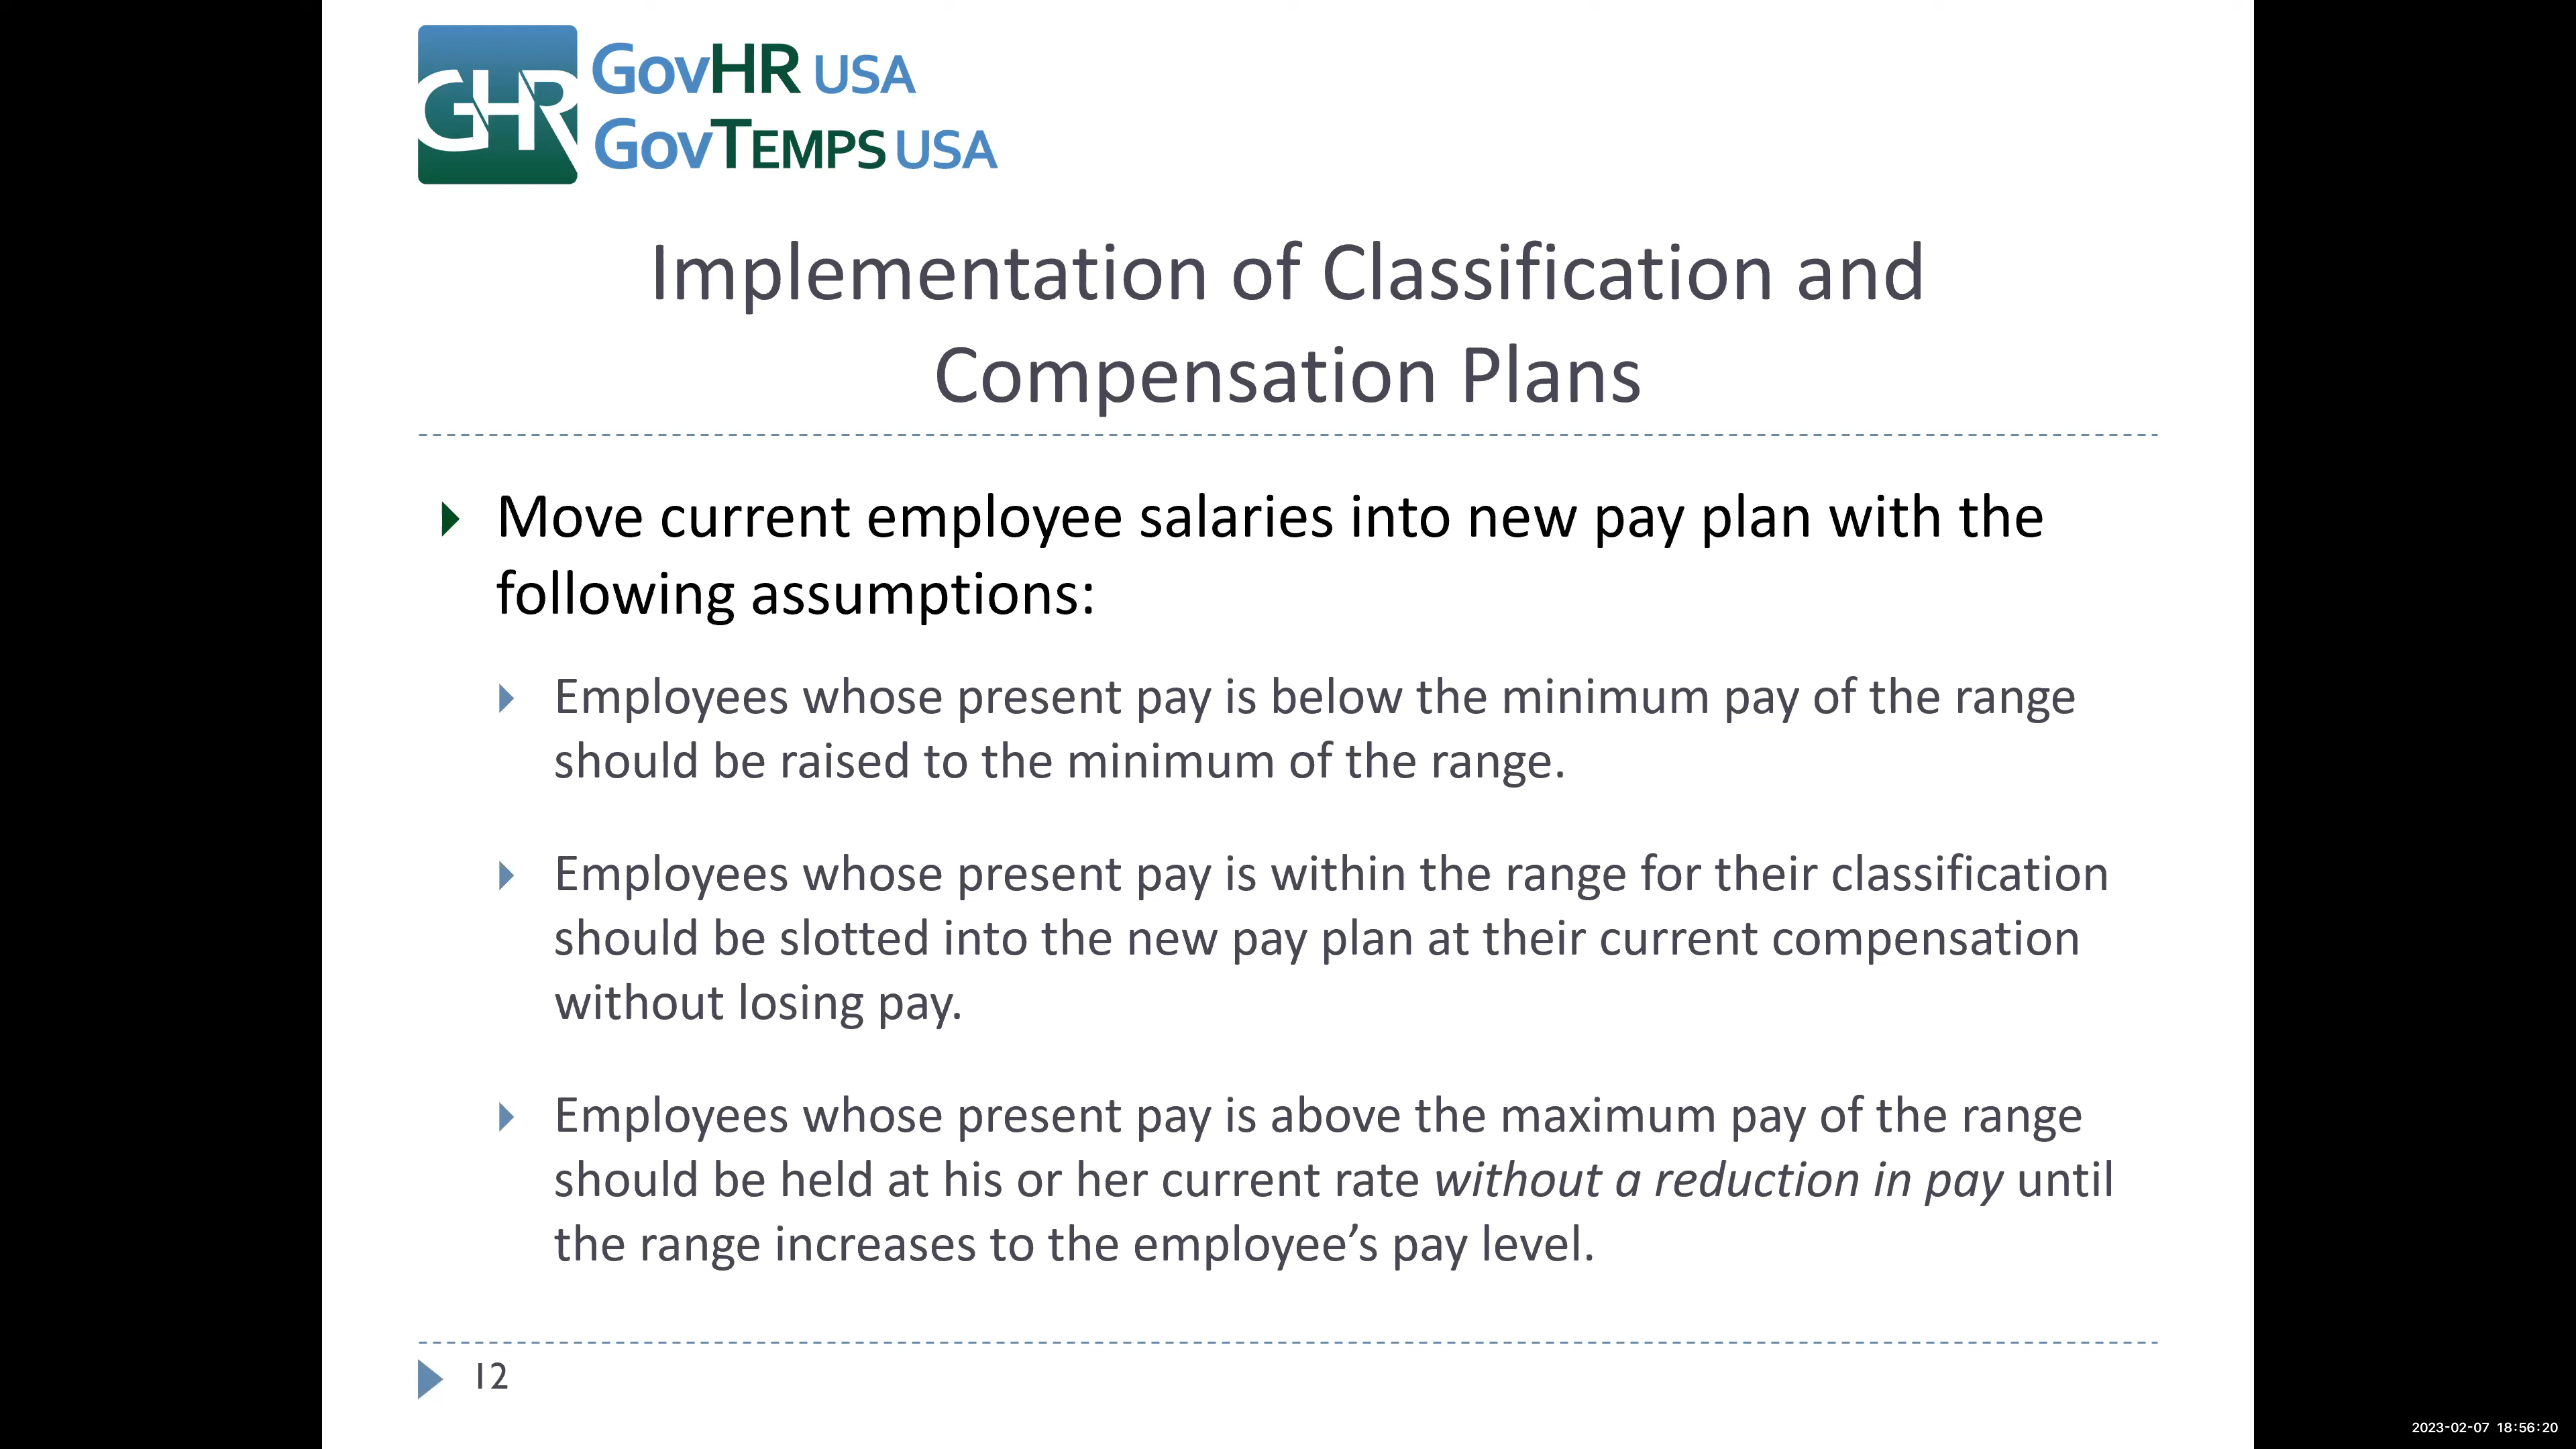 GHR
GovHR USA
GovTEMPS USA
Implementation of Classification and
Compensation Plans
Move current employee salaries into new pay plan with the
following assumptions:
Employees whose present pay is below the minimum pay of the range
should be raised to the minimum of the range.
Employees whose present pay is within the range for their classification
should be slotted into the new pay plan at their current compensation
without losing pay.
Employees whose present pay is above the maximum pay of the range
should be held at his or her current rate without a reduction in pay until
the range increases to the employee’s pay level.
12
2023-02-07 18:56:20